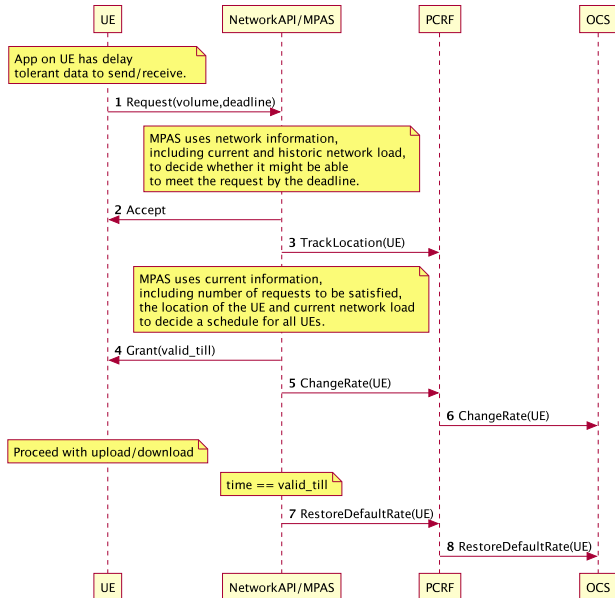 UE
NetworkAPI/MPAS
PCRF
OCS
App on UE has delay
tolerant data to send/receive.
1 Request(volume,deadline)
MPAS uses network information,
including current and historic network load,
to decide whether it might be able
to meet the request by the deadline.
2 Accept
3 TrackLocation(UE)
MPAS uses current information,
including number of requests to be satisfied,
the location of the UE and current network load
to decide a schedule for all UEs.
4 Grant(valid_till)
5 ChangeRate(UE)
6 ChangeRate(UE)
Proceed with upload/download
time == valid_till
7 RestoreDefaultRate(UE)
8 RestoreDefaultRate(UE)
UE
NetworkAPI/MPAS
PCRF
OCS